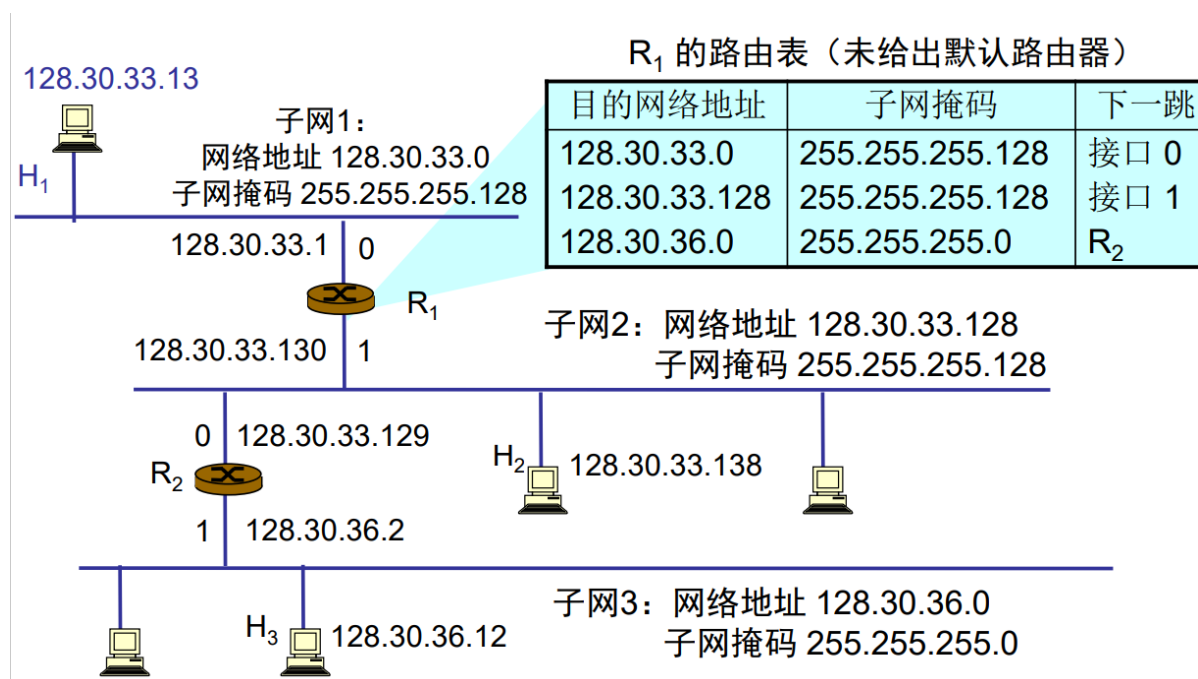 R1 的路由表（未给出默认路由器）
目的网络地址 子网掩码 下一跳
128.30.33.0 255.255.255.128 接口 0
128.30.33.128 255.255.255.128 接口 1
128.30.36.0 255.255.255.0 R2
128.30.33.13
H1
子网1：
网络地址 128.30.33.0
子网掩码 255.255.255.128
128.30.33.1 0
R1
128.30.33.130 1
子网2：网络地址 128.30.33.128
子网掩码 255.255.255.128
0 128.30.33.129
R2
H2 128.30.33.138
1 128.30.36.2
H3 128.30.36.12
子网3：网络地址 128.30.36.0
子网掩码 255.255.255.0